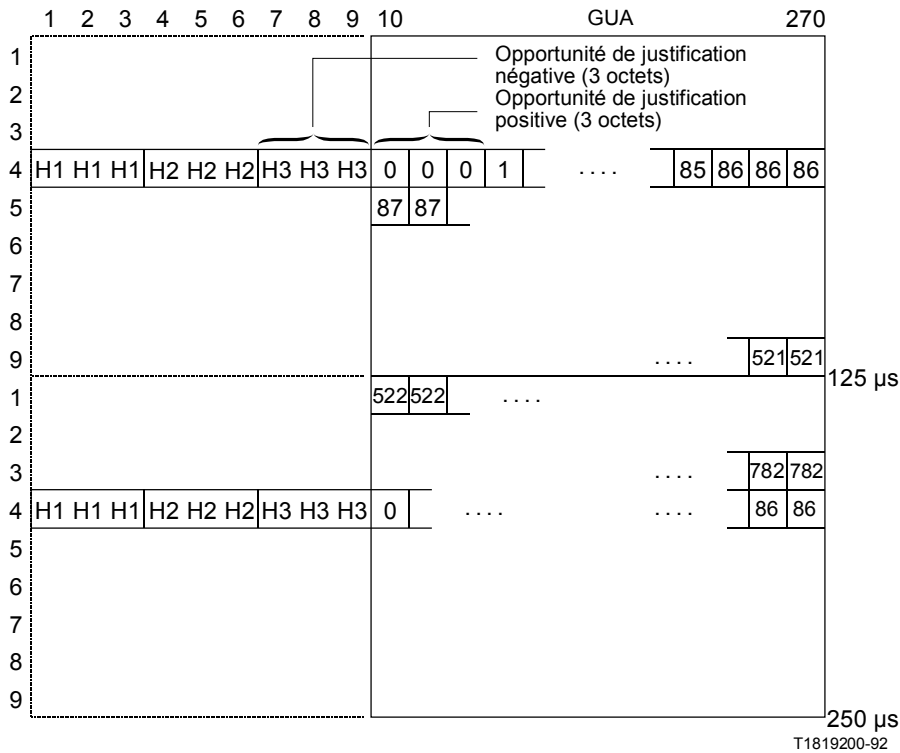 1 2 3 4 5 6 7 8 9 10 GUA 270
1 Opportunité de justification
négative (3 octets)
2 Opportunité de justification
positive (3 octets)
3
4 H1 H1 H1 H2 H2 H2 H3 H3 H3 0 0 0 1 .... 85 86 86 86
5 87 87
6
7
8
9 .... 521 521
125 µs
1 522 522 ....
2
3 .... 782 782
4 H1 H1 H1 H2 H2 H2 H3 H3 H3 0 .... .... 86 86
5
6
7
8
9
250 µs
T1819200-92